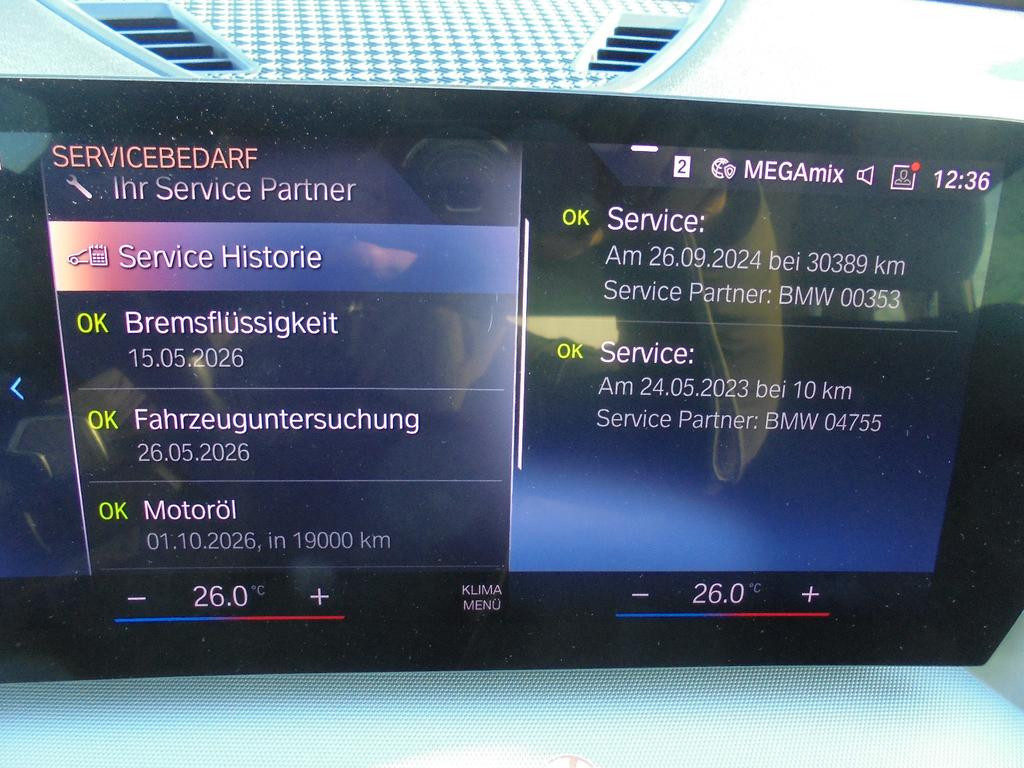 SERVICEBEDARF
Ihr Service Partner
Service Historie
OK Bremsflüssigkeit
15.05.2026
OK Fahrzeuguntersuchung
26.05.2026
OK Motoröl
01.10.2026, in 19000 km
2 MEGAmix 12:36
OK Service:
Am 26.09.2024 bei 30389 km
Service Partner: BMW 00353
OK Service:
Am 24.05.2023 bei 10 km
Service Partner: BMW 04755
− 26.0 °C +
KLIMA
MENÜ
− 26.0 °C +